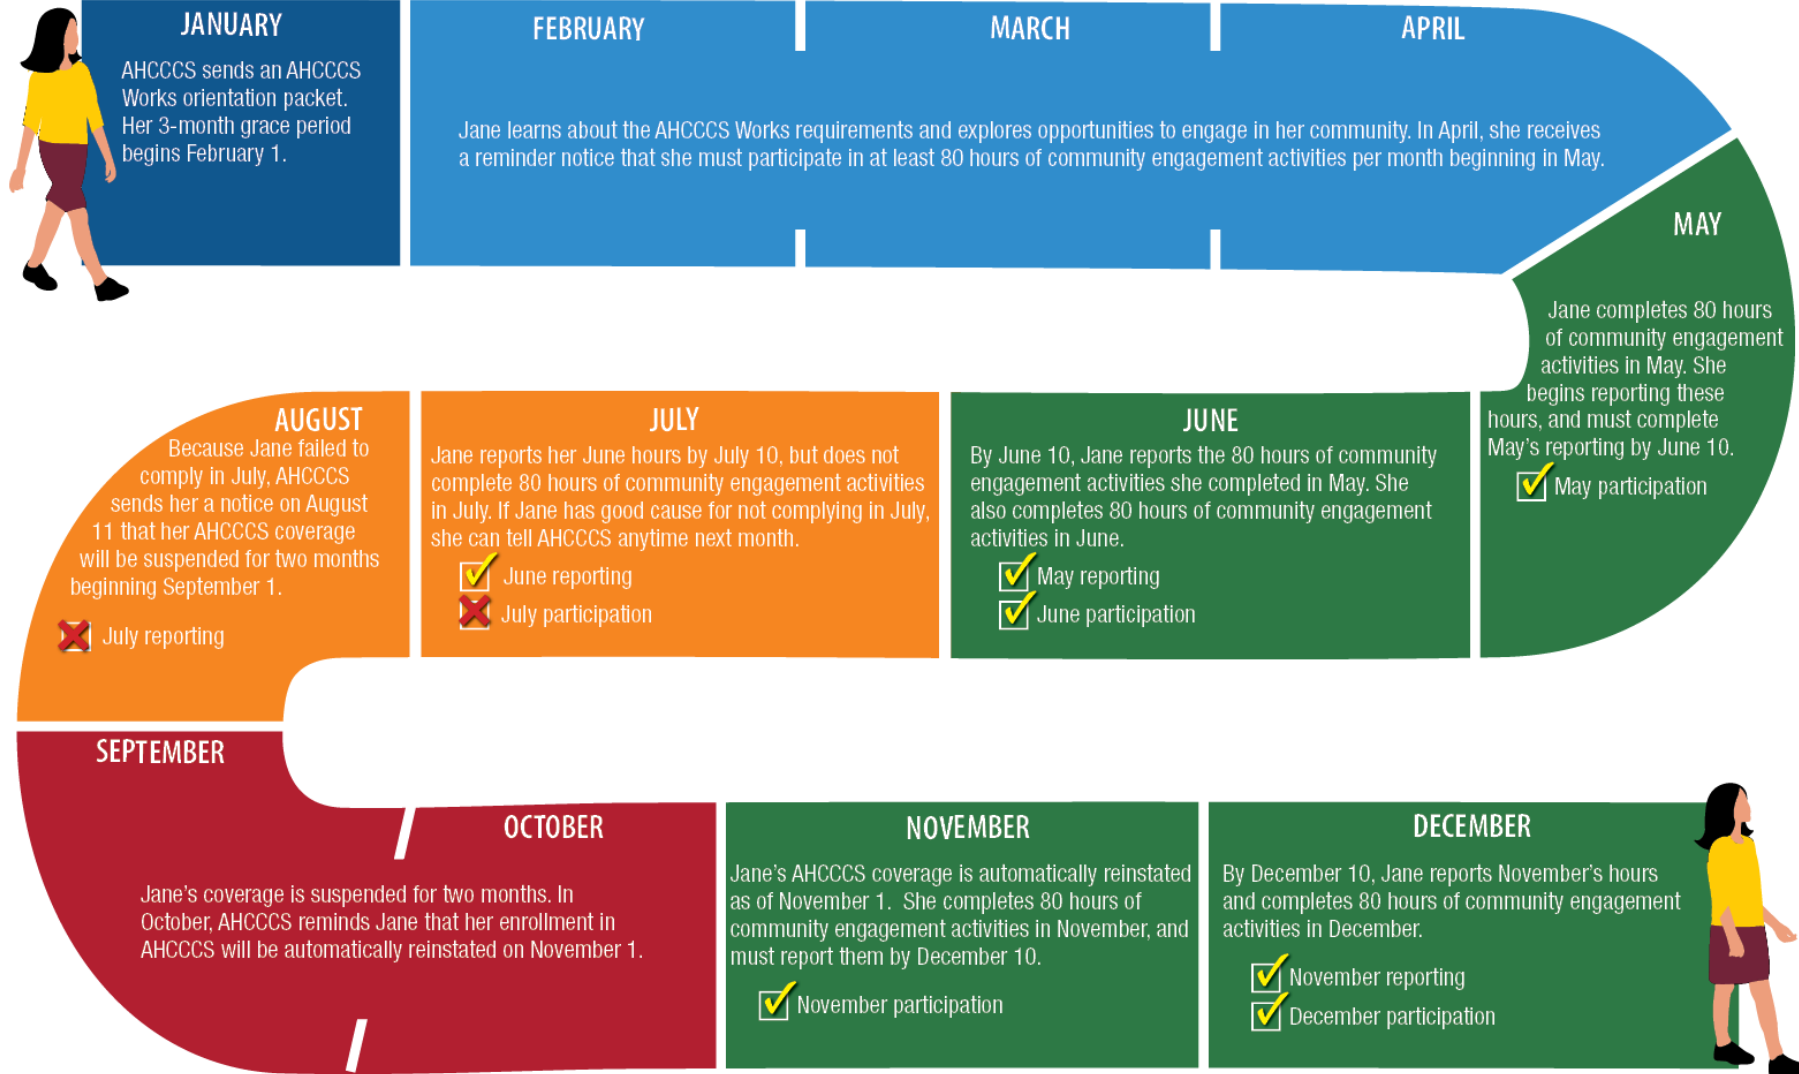 JANUARY
AHCCCS sends an AHCCCS
Works orientation packet.
Her 3-month grace period
begins February 1.
FEBRUARY
MARCH
APRIL
Jane learns about the AHCCCS Works requirements and explores opportunities to engage in her community. In April, she receives
a reminder notice that she must participate in at least 80 hours of community engagement activities per month beginning in May.
MAY
Jane completes 80 hours
of community engagement
activities in May. She
begins reporting these
hours, and must complete
May's reporting by June 10.
May participation
JUNE
By June 10, Jane reports the 80 hours of community
engagement activities she completed in May. She
also completes 80 hours of community engagement
activities in June.
May reporting
June participation
JULY
Jane reports her June hours by July 10, but does not
complete 80 hours of community engagement activities
in July. If Jane has good cause for not complying in July,
she can tell AHCCCS anytime next month.
June reporting
July participation
AUGUST
Because Jane failed to
comply in July, AHCCCS
sends her a notice on August
11 that her AHCCCS coverage
will be suspended for two months
beginning September 1.
July reporting
SEPTEMBER
OCTOBER
Jane's coverage is suspended for two months. In
October, AHCCCS reminds Jane that her enrollment in
AHCCCS will be automatically reinstated on November 1.
NOVEMBER
Jane's AHCCCS coverage is automatically reinstated
as of November 1. She completes 80 hours of
community engagement activities in November, and
must report them by December 10.
November participation
DECEMBER
By December 10, Jane reports November's hours
and completes 80 hours of community engagement
activities in December.
November reporting
December participation